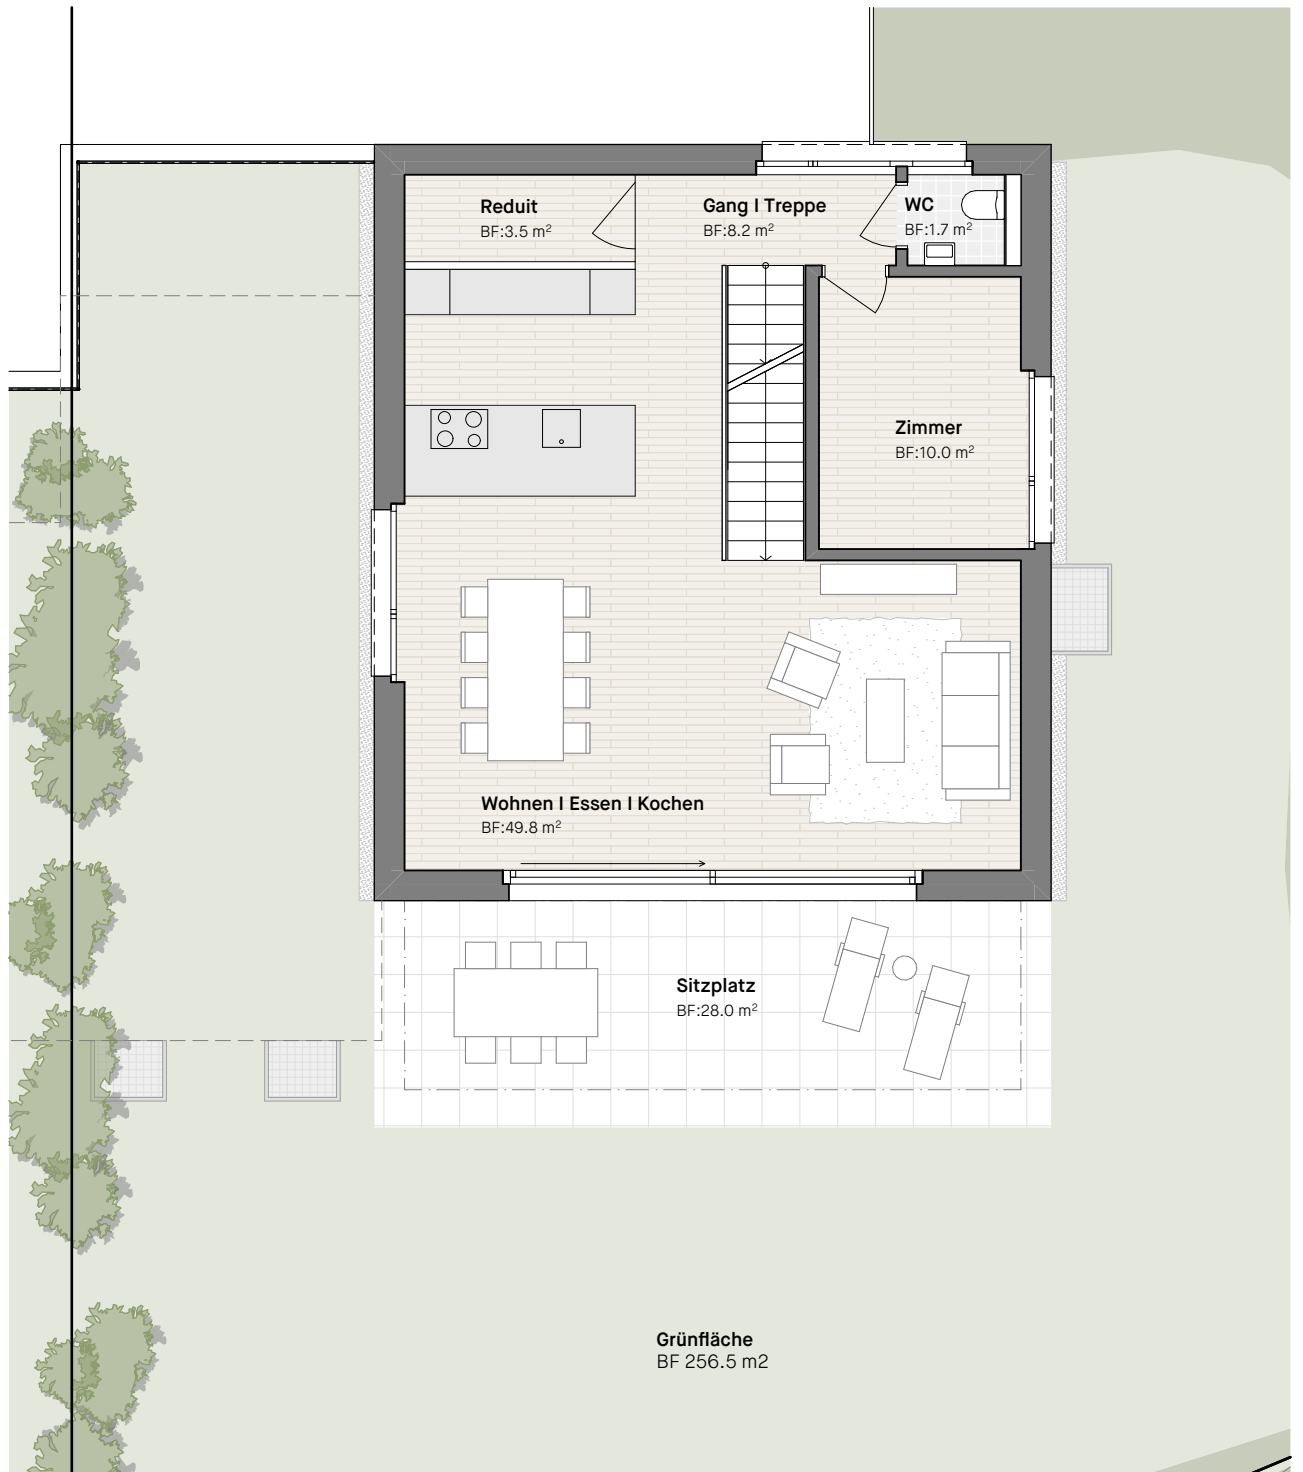 Reduit
BF:3.5 m²
Gang I Treppe
BF:8.2 m²
WC
BF:1.7 m²
Zimmer
BF:10.0 m²
Wohnen I Essen I Kochen
BF:49.8 m²
Sitzplatz
BF:28.0 m²
Grünfläche
BF 256.5 m2